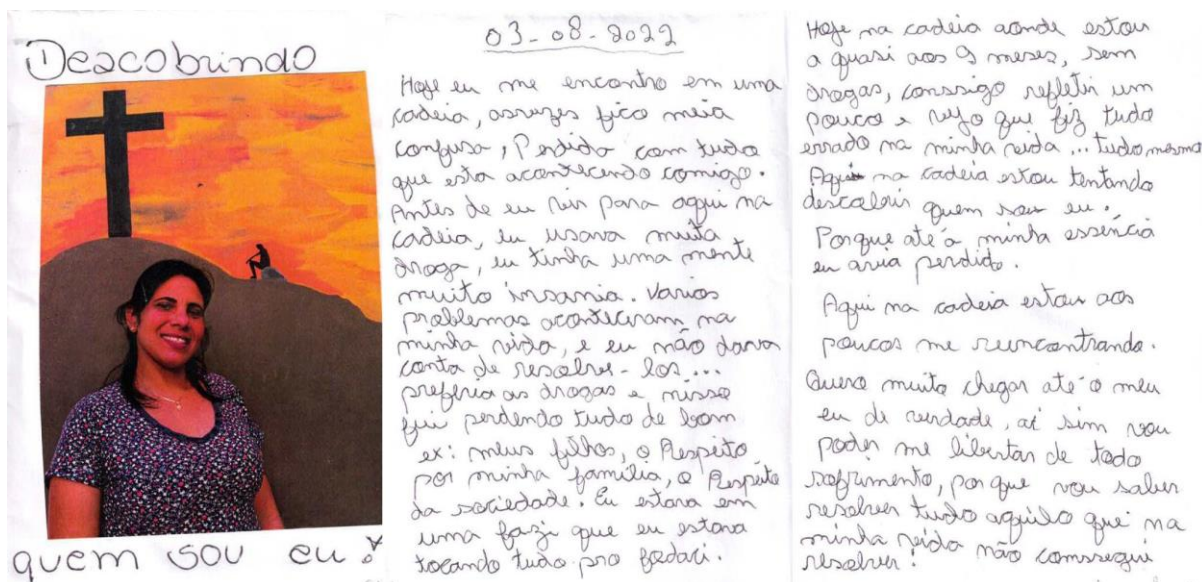 Descobrindo
quem sou eu?
03-08-2022
Hoje eu me encontro em uma
cadeia, asvezes fico meia
confusa, Perdida com tudo
que esta acontecendo comigo.
Antes de eu vir para aqui na
cadeia, eu usava muita
droga, eu tinha uma mente
muito insania. Varios
problemas aconteceram na
minha vida, e eu não dava
conta de resolve-los...
preferia as drogas e nisso
fui perdendo tudo de bom
ex: meus filhos, o Respeito
por minha família, o Respeito
da sociedade. Eu estava em
uma fazi que eu estava
tocando tudo pro
Hoje na cadeia aonde estou
a quasi aos 9 meses, sem
drogas, conssigo refletir um
pouco e vejo que fiz tudo
errado na minha vida... tudo mesmo
Aqui na cadeia estou tentando
descobrir quem sou eu.
Porque até a minha essência
eu avia perdido.
Aqui na cadeia estou aos
poucos me reencontrando.
Quero muito chegar até o meu
eu de verdade, ai sim vou
poder me libertar de todo
sofrimento, porque vou saber
resolver tudo aquilo que na
minha vida não comssegui
resolver!